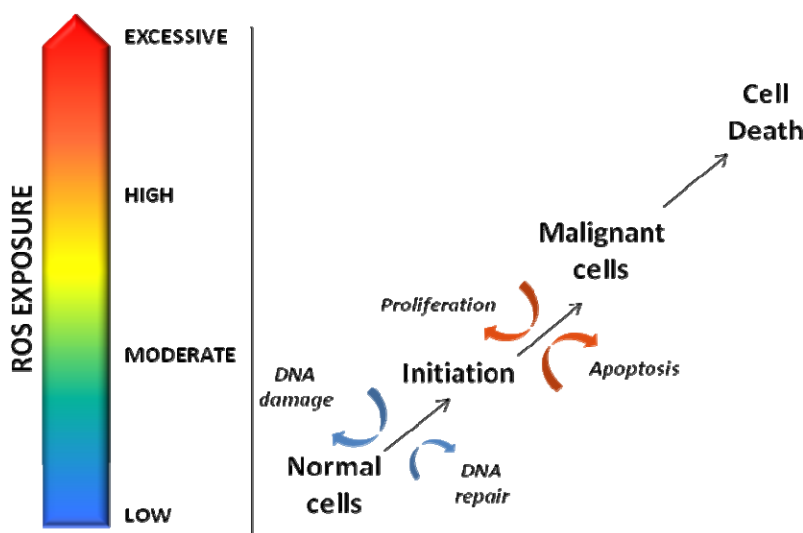 ROS EXPOSURE
EXCESSIVE
HIGH
MODERATE
LOW
Cell
Death
Malignant
cells
Proliferation
Apoptosis
Initiation
DNA
damage
Normal
cells
DNA
repair